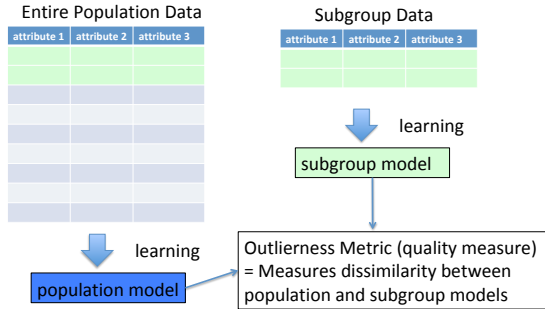 Entire Population Data
attribute 1 attribute 2 attribute 3
learning
population model
Subgroup Data
attribute 1 attribute 2 attribute 3
learning
subgroup model
Outlierness Metric (quality measure)
= Measures dissimilarity between
population and subgroup models